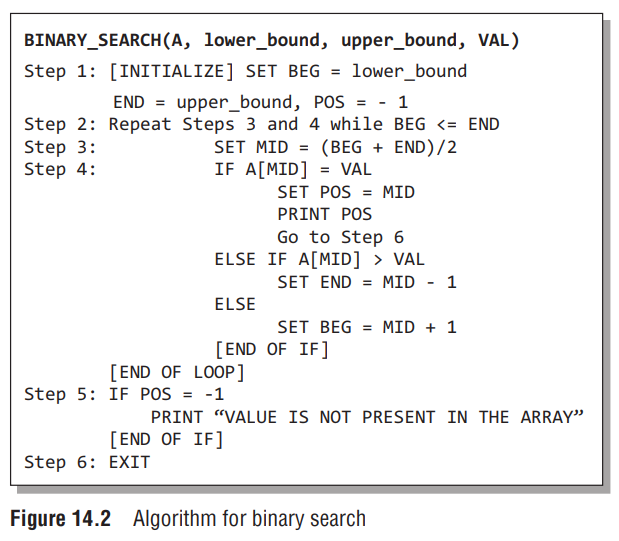 BINARY_SEARCH(A, lower_bound, upper_bound, VAL)
Step 1: [INITIALIZE] SET BEG = lower_bound
END = upper_bound, POS = - 1
Step 2: Repeat Steps 3 and 4 while BEG <= END
Step 3: SET MID = (BEG + END)/2
Step 4: IF A[MID] = VAL
SET POS = MID
PRINT POS
Go to Step 6
ELSE IF A[MID] > VAL
SET END = MID - 1
ELSE
SET BEG = MID + 1
[END OF IF]
[END OF LOOP]
Step 5: IF POS = -1
PRINT “VALUE IS NOT PRESENT IN THE ARRAY”
[END OF IF]
Step 6: EXIT
Figure 14.2 Algorithm for binary search